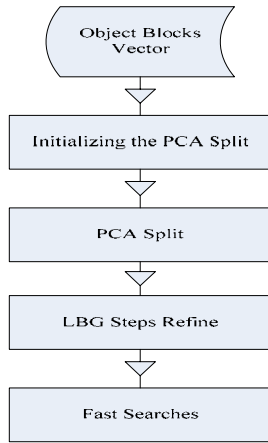 Object Blocks
Vector
Initializing the PCA Split
PCA Split
LBG Steps Refine
Fast Searches